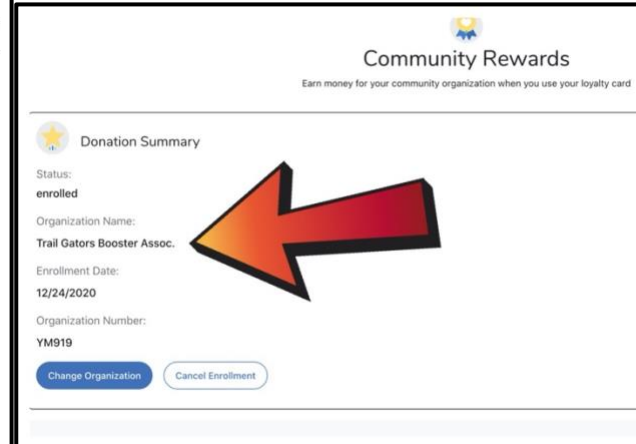 Community Rewards
Earn money for your community organization when you use your loyalty card
Donation Summary
Status:
enrolled
Organization Name:
Trail Gators Booster Assoc.
Enrollment Date:
12/24/2020
Organization Number:
YM919
Change Organization
Cancel Enrollment